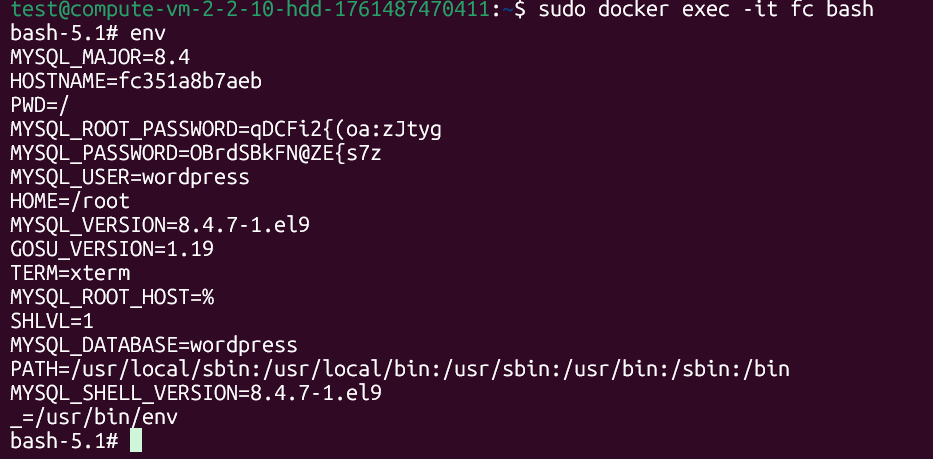 test@compute-vm-2-2-10-hdd-1761487470411:~$ sudo docker exec -it fc bash
bash-5.1# env
MYSQL_MAJOR=8.4
HOSTNAME=fc351a8b7aeb
PWD=/
MYSQL_ROOT_PASSWORD=qDCFi2{(oa:zJtyg
MYSQL_PASSWORD=OBrdSBkFN@ZE{s7z
MYSQL_USER=wordpress
HOME=/root
MYSQL_VERSION=8.4.7-1.el9
GOSU_VERSION=1.19
TERM=xterm
MYSQL_ROOT_HOST=%
SHLVL=1
MYSQL_DATABASE=wordpress
PATH=/usr/local/sbin:/usr/local/bin:/usr/sbin:/usr/bin:/sbin:/bin
MYSQL_SHELL_VERSION=8.4.7-1.el9
_=/usr/bin/env
bash-5.1#